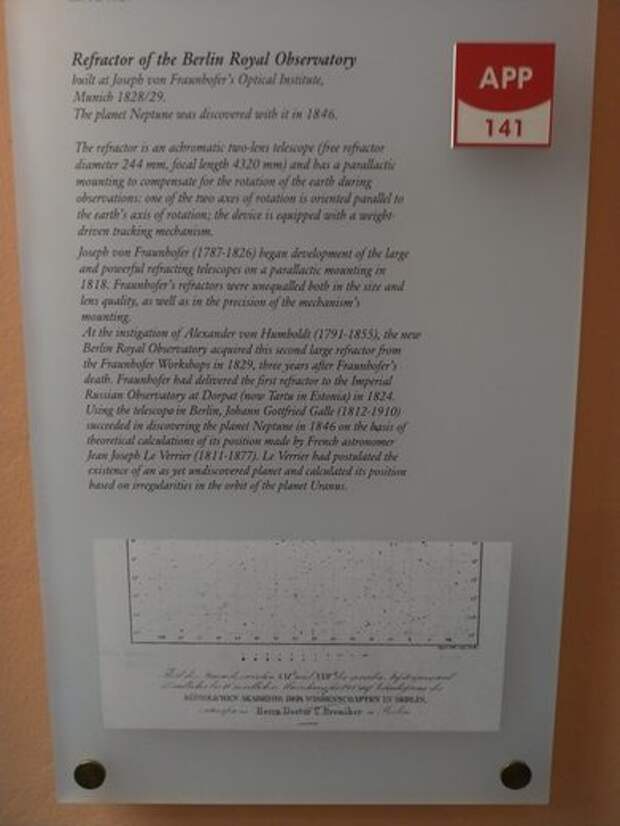 Refractor of the Berlin Royal Observatory
built at Joseph von Fraunhofer's Optical Institute,
Munich 1828/29.
The planet Neptune was discovered with it in 1846.
APP
141
The refractor is an achromatic two-lens telescope (free refractor
diameter 244 mm, focal length 4320 mm) and has a parallactic
mounting to compensate for the rotation of the earth during
observations: one of the two axes of rotation is oriented parallel to
the earth's axis of rotation; the device is equipped with a weight-
driven tracking mechanism.
Joseph von Fraunhofer (1787-1826) began development of the large
and powerful refracting telescopes on a parallactic mounting in
1818. Fraunhofer's refractors were unequalled both in the size and
lens quality, as well as in the precision of the mechanism's
mounting.
At the instigation of Alexander von Humboldt (1791-1855), the new
Berlin Royal Observatory acquired this second large refractor from
the Fraunhofer Workshops in 1829, three years after Fraunhofer's
death. Fraunhofer had delivered the first refractor to the Imperial
Russian Observatory at Dorpat (now Tartu in Estonia) in 1824.
Using the telescope in Berlin, Johann Gottfried Galle (1812-1910)
succeeded in discovering the planet Neptune in 1846 on the basis of
theoretical calculations of its position made by French astronomer
Jean Joseph Le Verrier (1811-1877). Le Verrier had postulated the
existence of an as yet undiscovered planet and calculated its position
based on irregularities in the orbit of the planet Uranus.
KÖNIGLICHEN AKADEMIE DER WISSENSCHAFTEN IN BERLIN,
Herrn Doctor C. Bremiker in Berlin